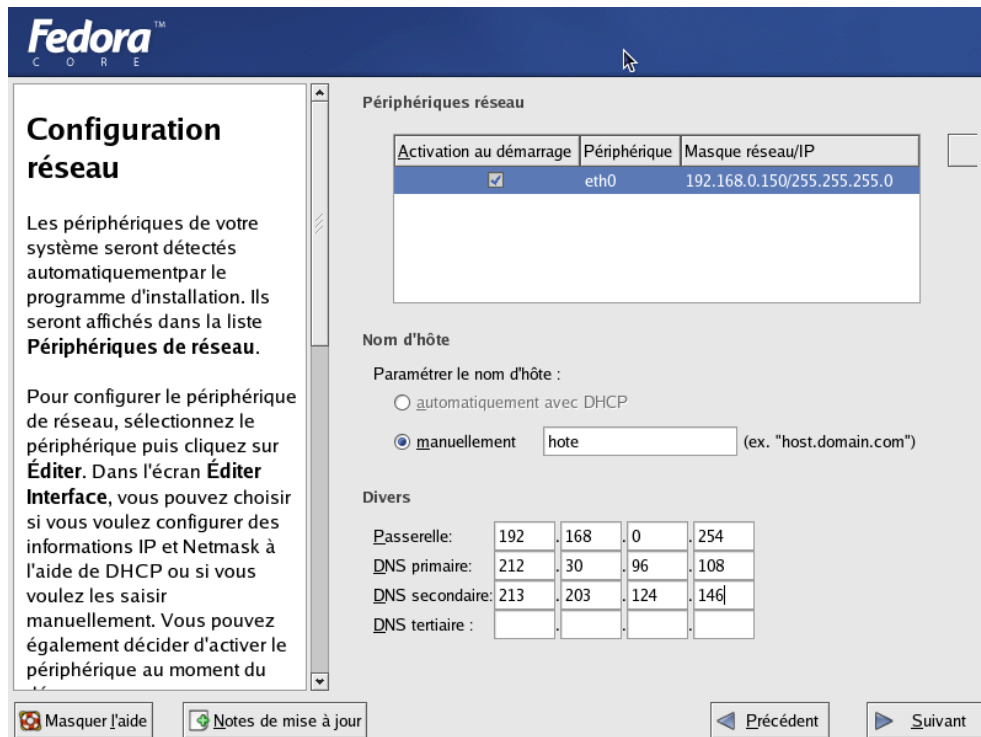 Fedora™
CORE
Configuration
réseau
Les périphériques de votre
système seront détectés
automatiquementpar le
programme d'installation. Ils
seront affichés dans la liste
Périphériques de réseau.
Pour configurer le périphérique
de réseau, sélectionnez le
périphérique puis cliquez sur
Éditer. Dans l'écran Éditer
Interface, vous pouvez choisir
si vous voulez configurer des
informations IP et Netmask à
l'aide de DHCP ou si vous
voulez les saisir
manuellement. Vous pouvez
également décider d'activer le
périphérique au moment du
Périphériques réseau
Activation au démarrage Périphérique Masque réseau/IP
eth0 192.168.0.150/255.255.255.0
Nom d'hôte
Paramétrer le nom d'hôte :
automatiquement avec DHCP
manuellement hote (ex. "host.domain.com")
Divers
Passerelle: 192 . 168 . 0 . 254
DNS primaire: 212 . 30 . 96 . 108
DNS secondaire: 213 . 203 . 124 . 146
DNS tertiaire : . . .
Masquer l'aide Notes de mise à jour Précédent Suivant